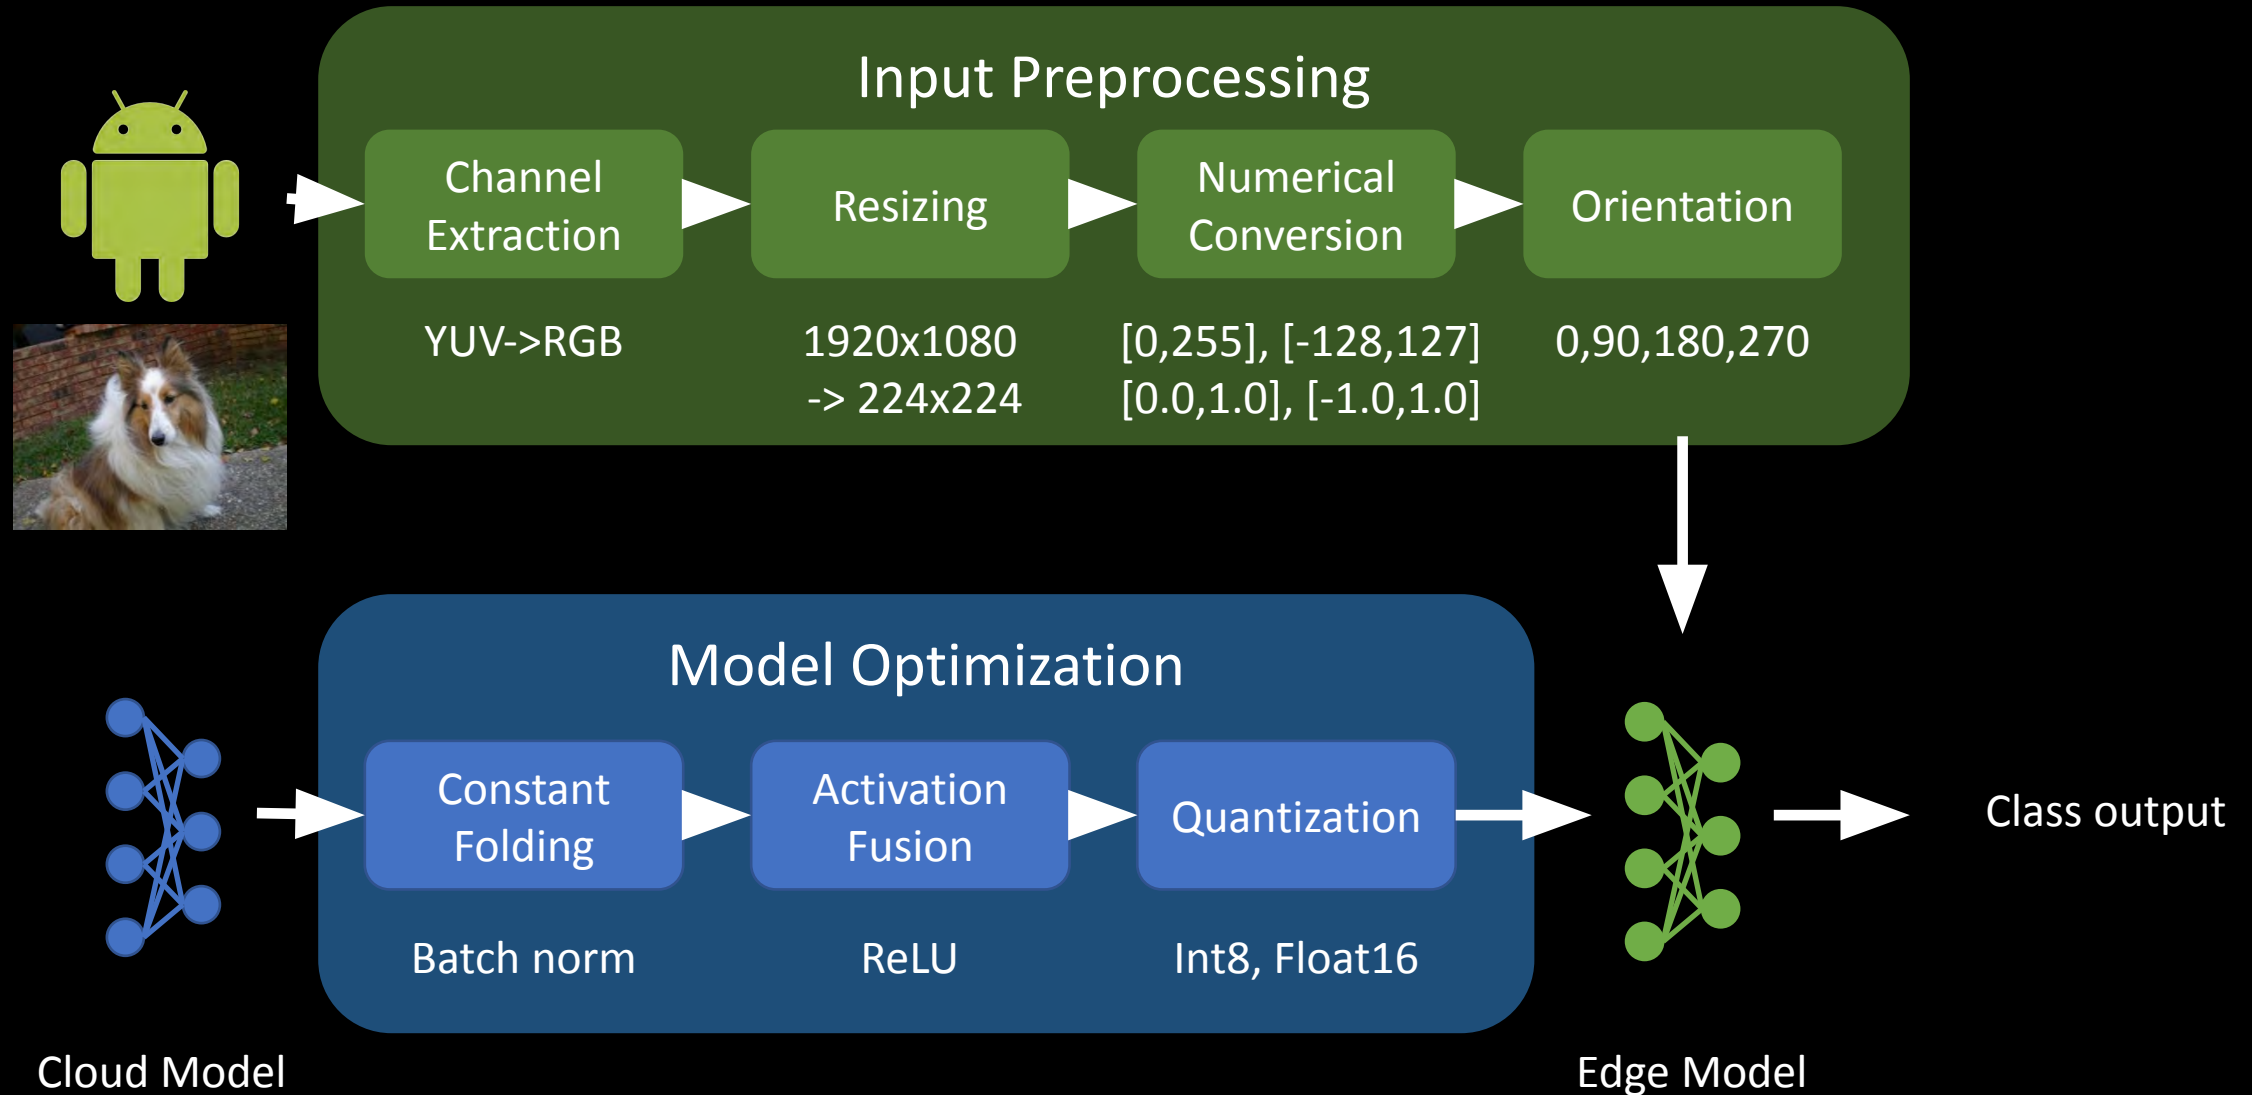 Input Preprocessing
Channel
Extraction
Resizing
Numerical
Conversion
Orientation
YUV->RGB
1920x1080
-> 224x224
[0,255], [-128,127]
[0.0,1.0], [-1.0,1.0]
0,90,180,270
Model Optimization
Constant
Folding
Activation
Fusion
Quantization
Class output
Batch norm
ReLU
Int8, Float16
Cloud Model
Edge Model